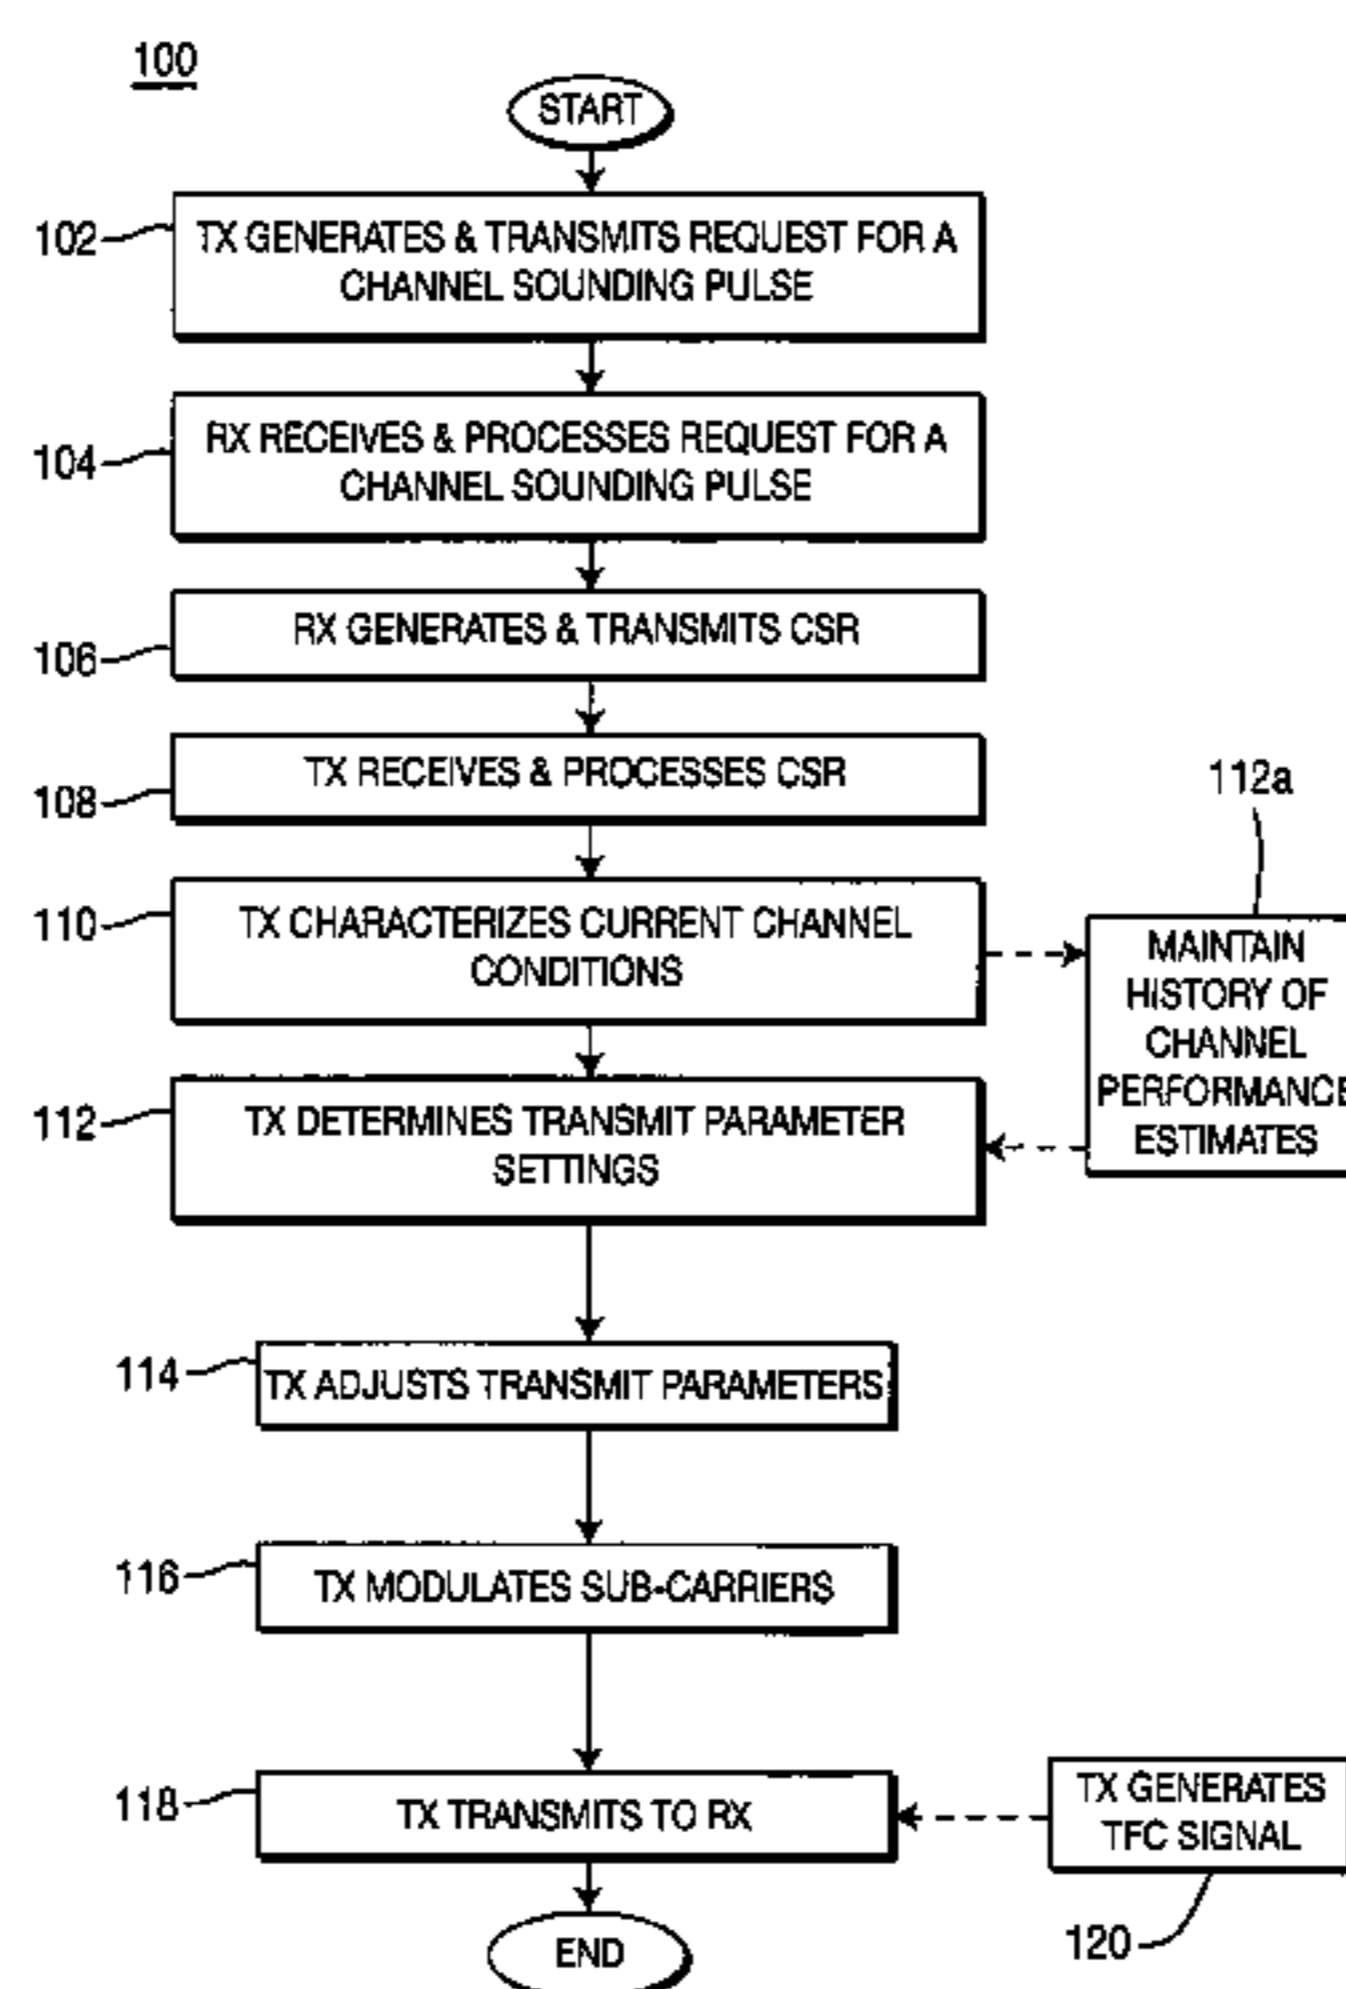 100
START
102
TX GENERATES & TRANSMITS REQUEST FOR A
CHANNEL SOUNDING PULSE
104
RX RECEIVES & PROCESSES REQUEST FOR A
CHANNEL SOUNDING PULSE
106
RX GENERATES & TRANSMITS CSR
108
TX RECEIVES & PROCESSES CSR
110
TX CHARACTERIZES CURRENT CHANNEL
CONDITIONS
112a
MAINTAIN
HISTORY OF
CHANNEL
PERFORMANCE
ESTIMATES
112
TX DETERMINES TRANSMIT PARAMETER
SETTINGS
114
TX ADJUSTS TRANSMIT PARAMETERS
116
TX MODULATES SUB-CARRIERS
118
TX TRANSMITS TO RX
TX GENERATES
TFC SIGNAL
120
END